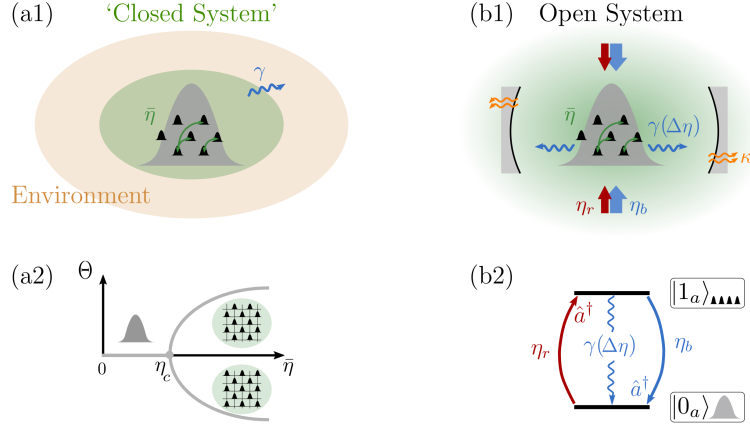 (a1)
'Closed System'
γ
η̄
Environment
(b1)
Open System
η̄
γ(Δη)
κ
η_r
η_b
(a2)
Θ
0
η_c
η̄
(b2)
|1_a⟩
â†
η_r
γ(Δη)
η_b
â†
|0_a⟩